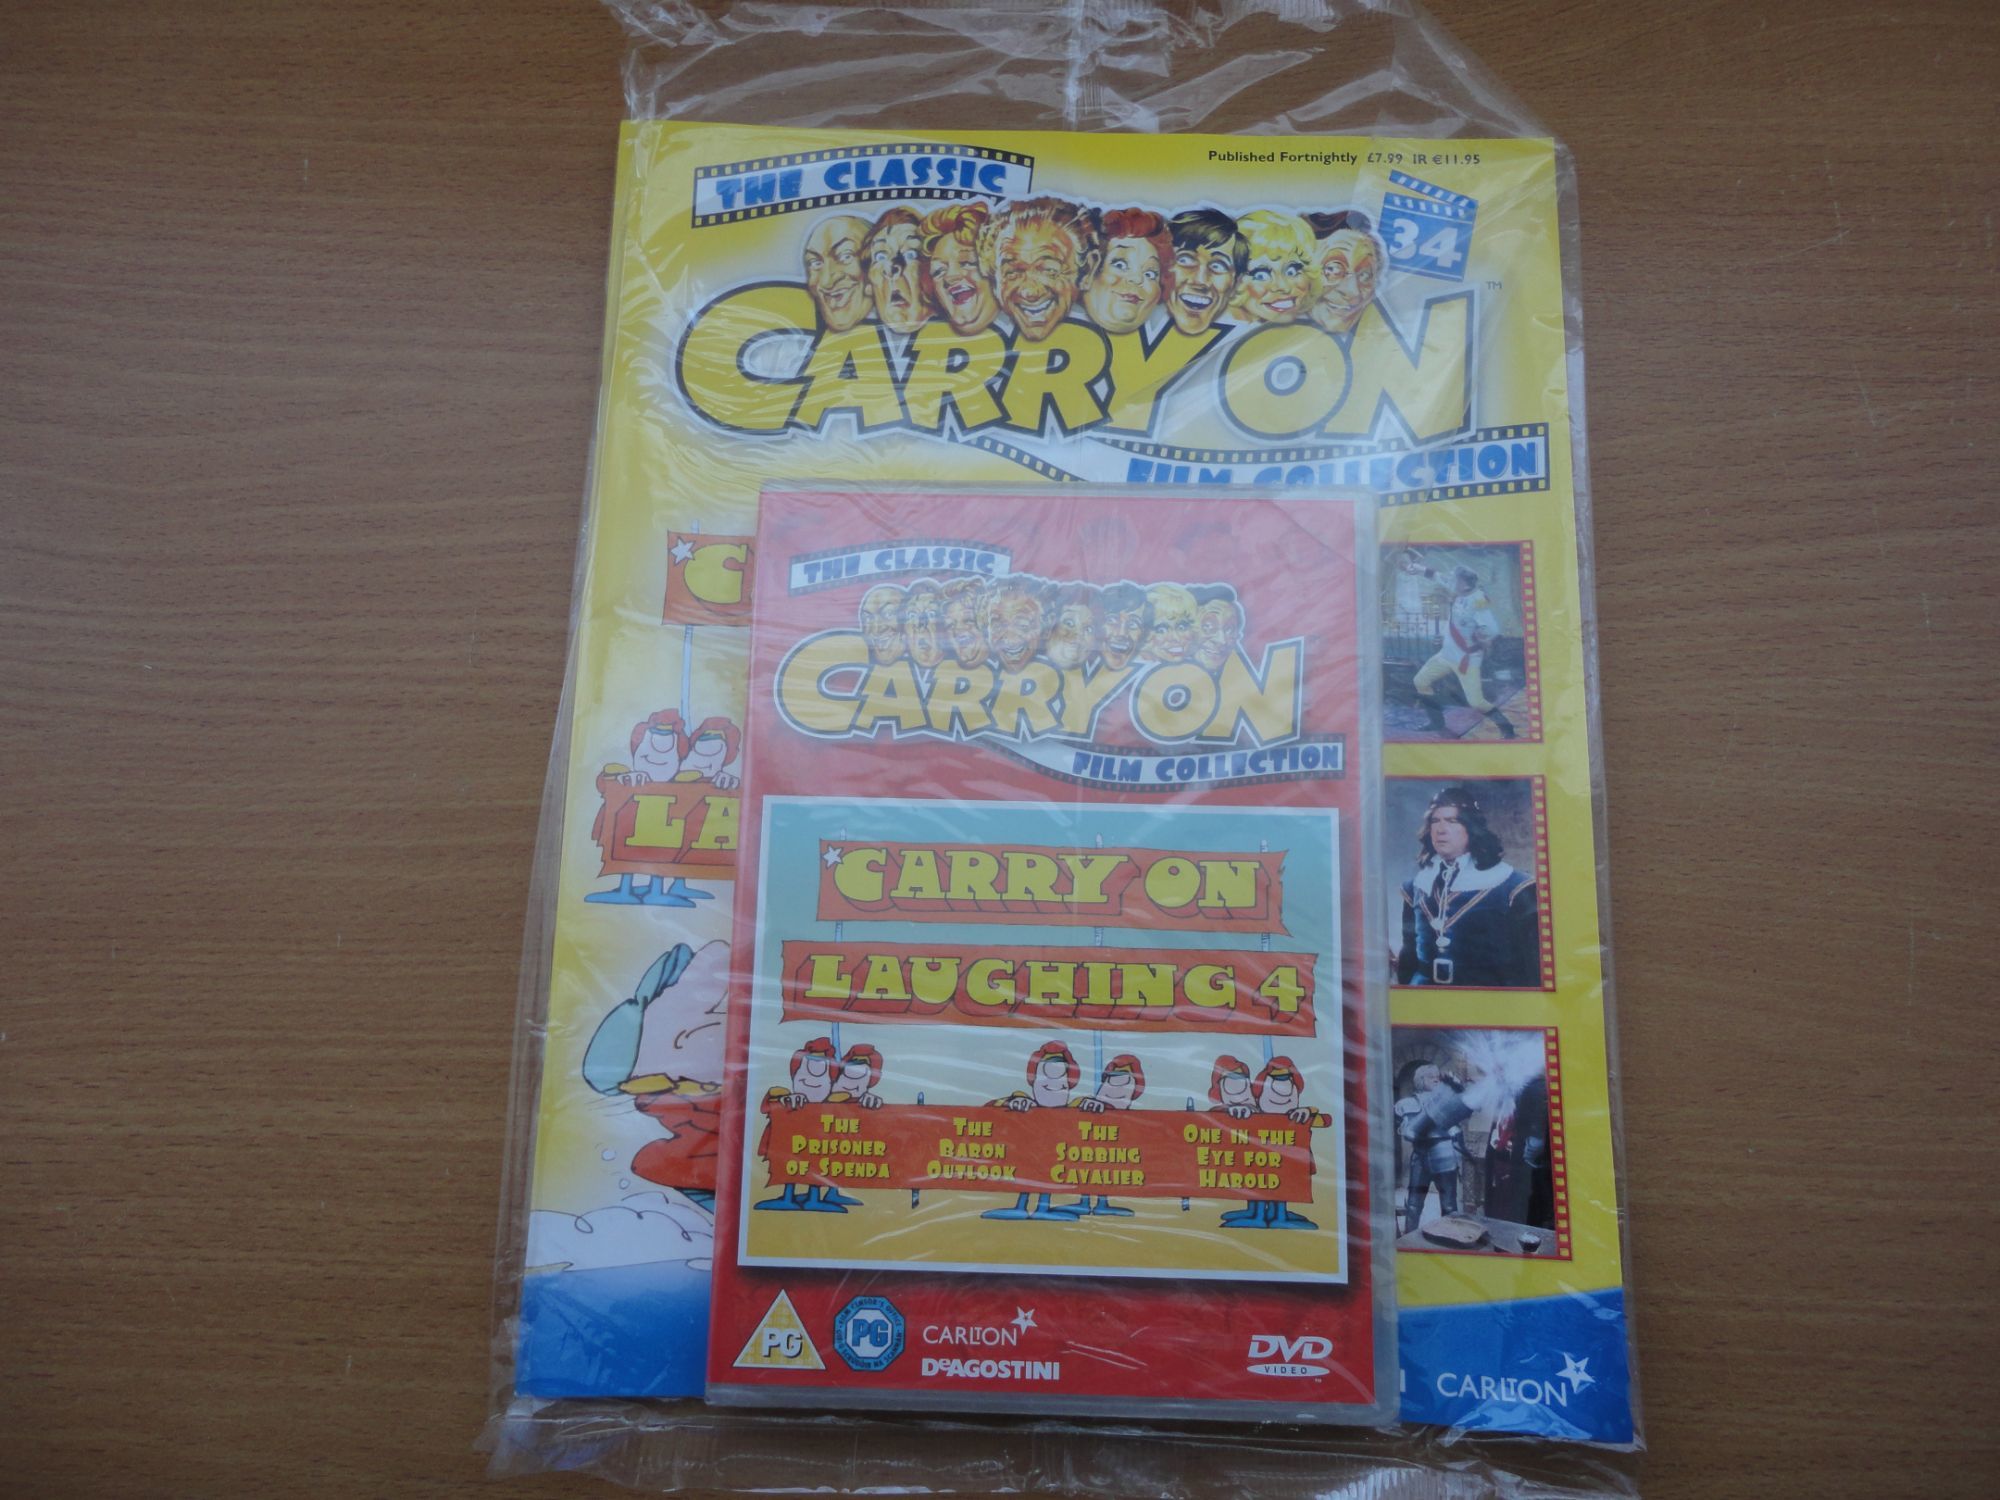 Published Fortnightly £7.99 IR €11.95
THE CLASSIC
34
CARRY ON
™
FILM COLLECTION
C
LA
THE CLASSIC
CARRY ON
FILM COLLECTION
CARRY ON
LAUGHING 4
THE PRISONER OF SPENDA
THE BARON OUTLOOK
THE SOBBING CAVALIER
ONE IN THE EYE FOR HAROLD
PG
PG
CARLTON
DeAGOSTINI
DVD
VIDEO
CARLTON